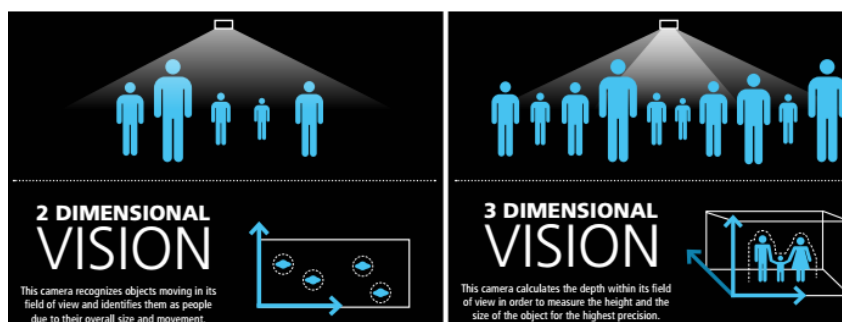 2 DIMENSIONAL
VISION
This camera recognizes objects moving in its
field of view and identifies them as people
due to their overall size and movement.
3 DIMENSIONAL
VISION
This camera calculates the depth within its field
of view in order to measure the height and the
size of the object for the highest precision.